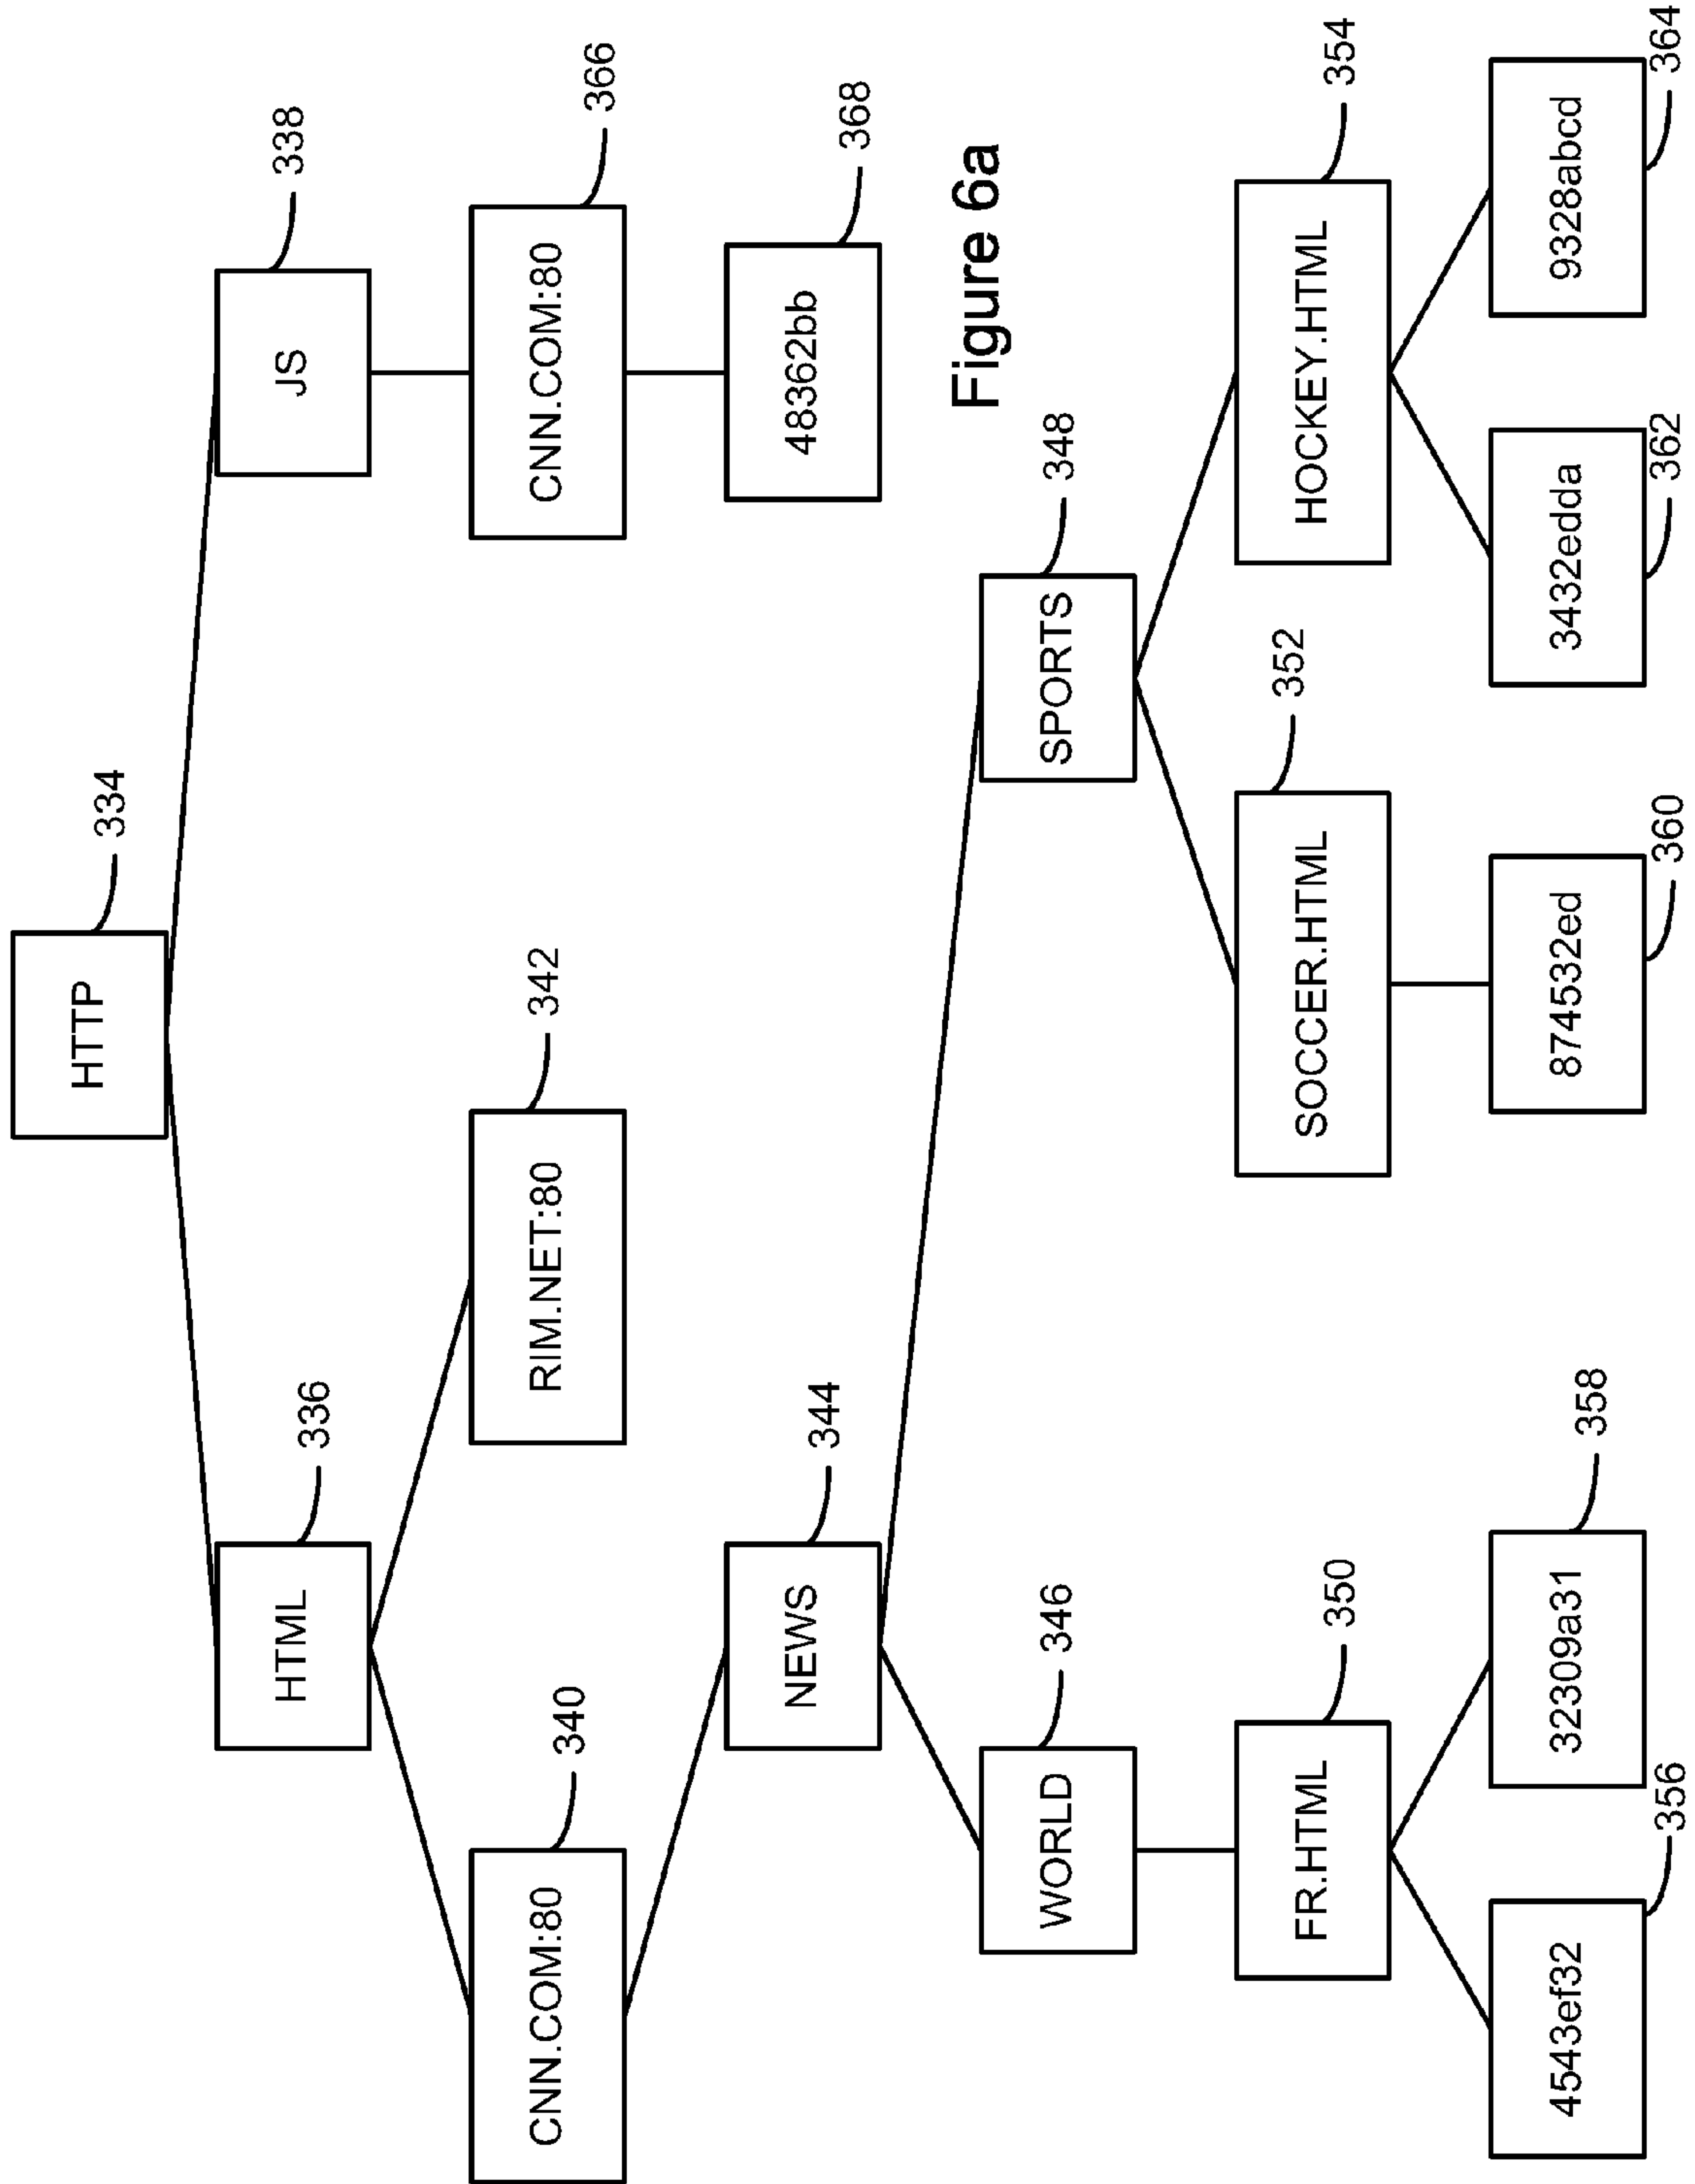 HTTP
334
HTML
336
JS
338
CNN.COM:80
340
RIM.NET:80
342
CNN.COM:80
366
NEWS
344
48362bb
368
Figure 6a
WORLD
346
SPORTS
348
FR.HTML
350
SOCCER.HTML
352
HOCKEY.HTML
354
4543ef32
356
32309a31
358
874532ed
360
3432edda
362
9328abcd
364